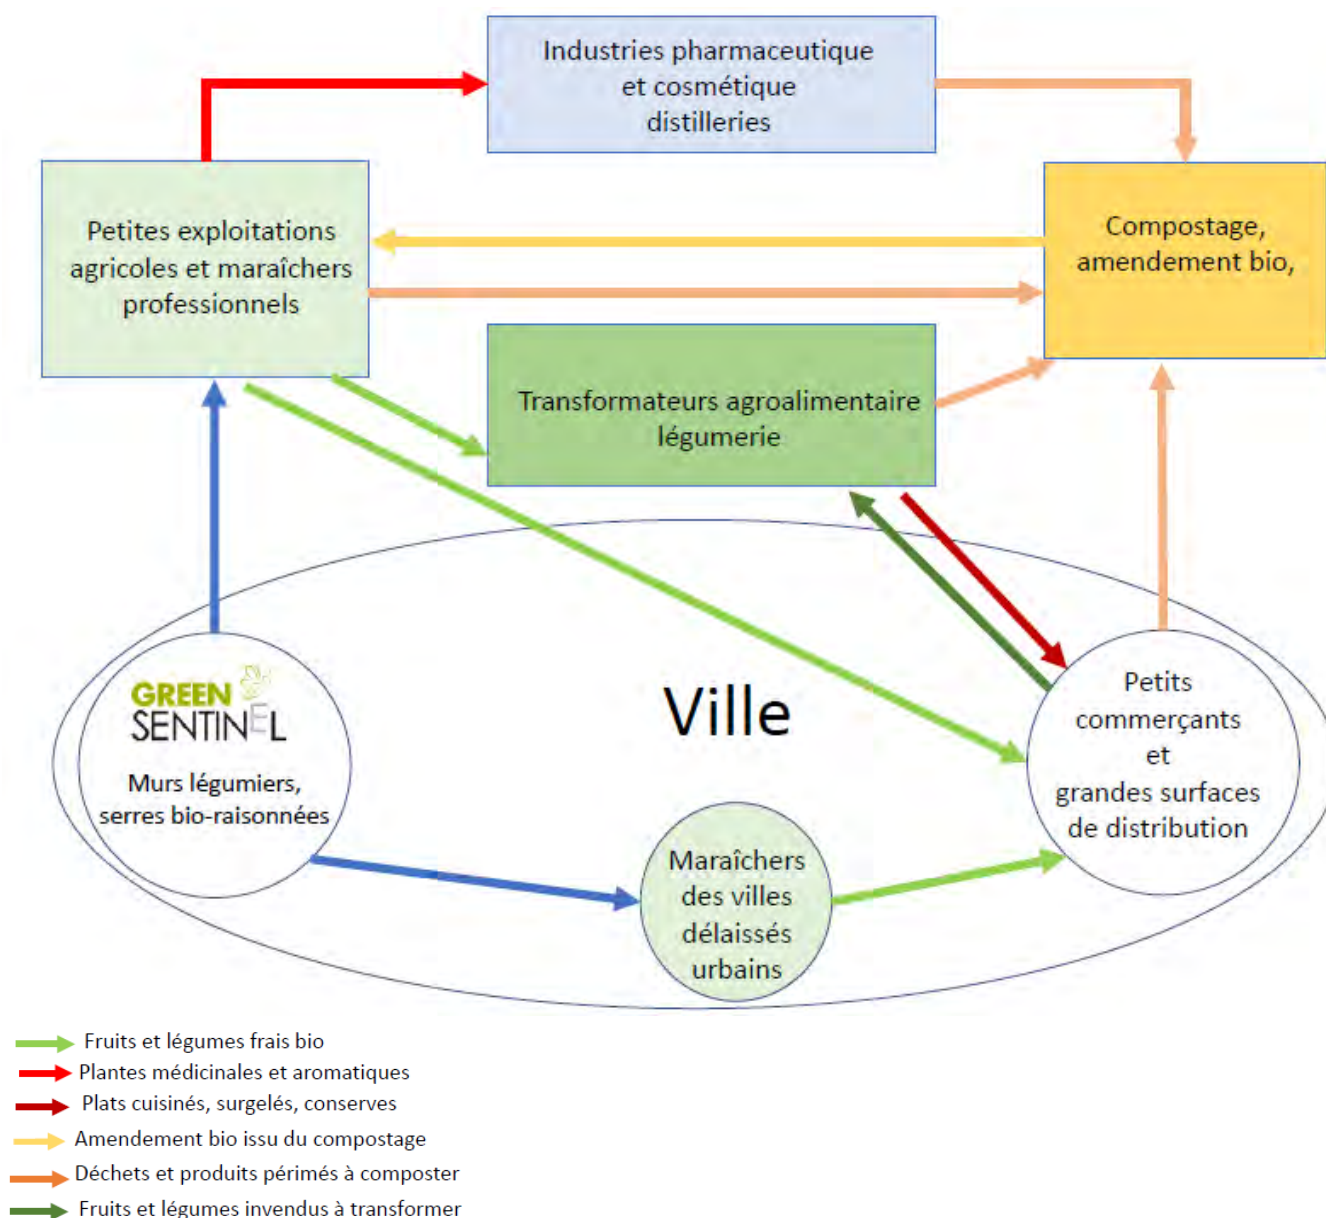 Industries pharmaceutique
et cosmétique
distilleries
Petites exploitations
agricoles et maraîchers
professionnels
Compostage,
amendement bio,
Transformateurs agroalimentaire
légumerie
GREEN
SENTINEL
Murs légumiers,
serres bio-raisonnées
Ville
Petits
commerçants
et
grandes surfaces
de distribution
Maraîchers
des villes
délaissés
urbains
Fruits et légumes frais bio
Plantes médicinales et aromatiques
Plats cuisinés, surgelés, conserves
Amendement bio issu du compostage
Déchets et produits périmés à composter
Fruits et légumes invendus à transformer